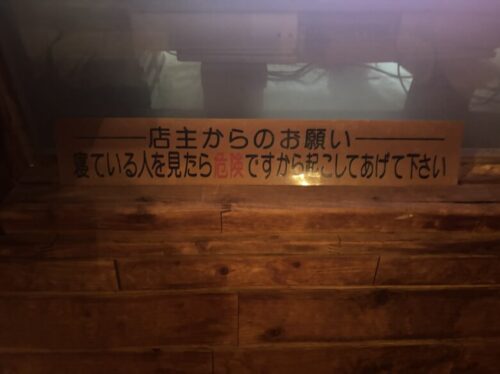 店主からのお願い
寝ている人を見たら危険ですから起こしてあげて下さい